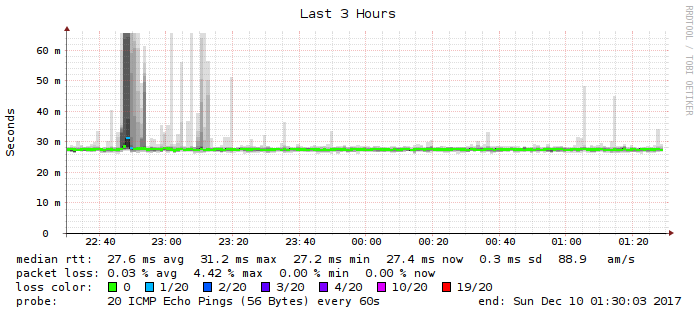 Last 3 Hours
RRDTOOL / TOBI OETIKER
Seconds
60 m
50 m
40 m
30 m
20 m
10 m
0
22:40 23:00 23:20 23:40 00:00 00:20 00:40 01:00 01:20
median rtt: 27.6 ms avg 31.2 ms max 27.2 ms min 27.4 ms now 0.3 ms sd 88.9 am/s
packet loss: 0.03 % avg 4.42 % max 0.00 % min 0.00 % now
loss color: 0 1/20 2/20 3/20 4/20 10/20 19/20
probe: 20 ICMP Echo Pings (56 Bytes) every 60s end: Sun Dec 10 01:30:03 2017